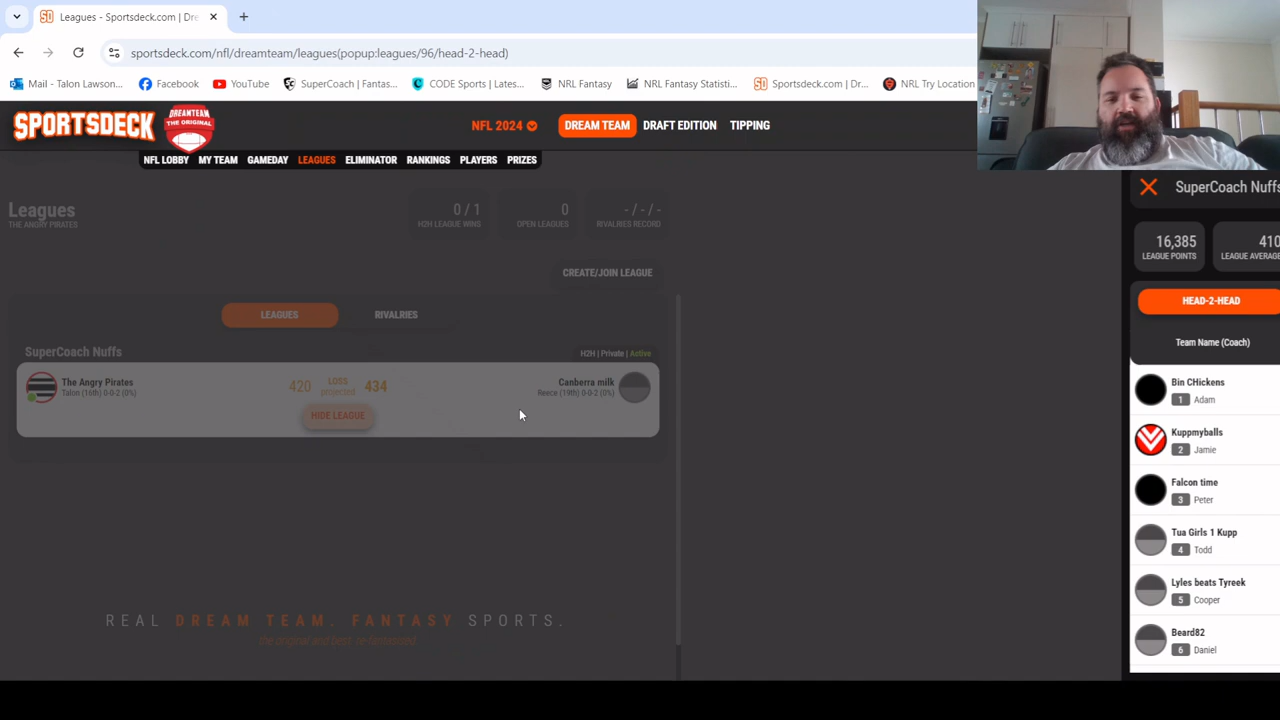 Leagues - Sportsdeck.com | Dre
sportsdeck.com/nfl/dreamteam/leagues(popup:leagues/96/head-2-head)
Mail - Talon Lawson... Facebook YouTube SuperCoach | Fantas... CODE Sports | Lates... NRL Fantasy NRL Fantasy Statisti... Sportsdeck.com | Dr... NRL Try Location
SPORTSDECK DREAMTEAM THE ORIGINAL NFL 2024 DREAM TEAM DRAFT EDITION TIPPING
NFL LOBBY MY TEAM GAMEDAY LEAGUES ELIMINATOR RANKINGS PLAYERS PRIZES
Leagues
THE ANGRY PIRATES
0 / 1
H2H LEAGUE WINS
0
OPEN LEAGUES
- / - / -
RIVALRIES RECORD
CREATE/JOIN LEAGUE
LEAGUES RIVALRIES
SuperCoach Nuffs H2H | Private | Active
The Angry Pirates
Talon (16th) 0-0-2 (0%)
420 LOSS 434
projected
Canberra milk
Reece (19th) 0-0-2 (0%)
HIDE LEAGUE
REAL DREAM TEAM. FANTASY SPORTS.
SuperCoach Nuffs
16,385
LEAGUE POINTS
410
LEAGUE AVERAGE
HEAD-2-HEAD
Team Name (Coach)
Bin CHickens
1 Adam
Kuppmyballs
2 Jamie
Falcon time
3 Peter
Tua Girls 1 Kupp
4 Todd
Lyles beats Tyreek
5 Cooper
Beard82
6 Daniel